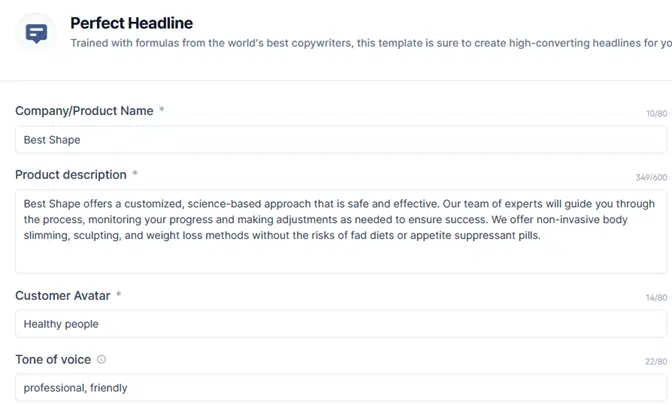 Perfect Headline
Trained with formulas from the world's best copywriters, this template is sure to create high-converting headlines for yo
Company/Product Name *
10/80
Best Shape
Product description *
349/600
Best Shape offers a customized, science-based approach that is safe and effective. Our team of experts will guide you through
the process, monitoring your progress and making adjustments as needed to ensure success. We offer non-invasive body
slimming, sculpting, and weight loss methods without the risks of fad diets or appetite suppressant pills.
Customer Avatar *
14/80
Healthy people
Tone of voice
22/80
professional, friendly